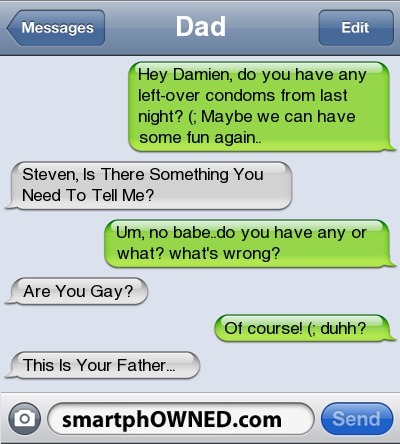 Messages
Dad
Edit
Hey Damien, do you have any
left-over condoms from last
night? (; Maybe we can have
some fun again..
Steven, Is There Something You
Need To Tell Me?
Um, no babe..do you have any or
what? what's wrong?
Are You Gay?
Of course! (; duhh?
This Is Your Father...
smartphOWNED.com
Send